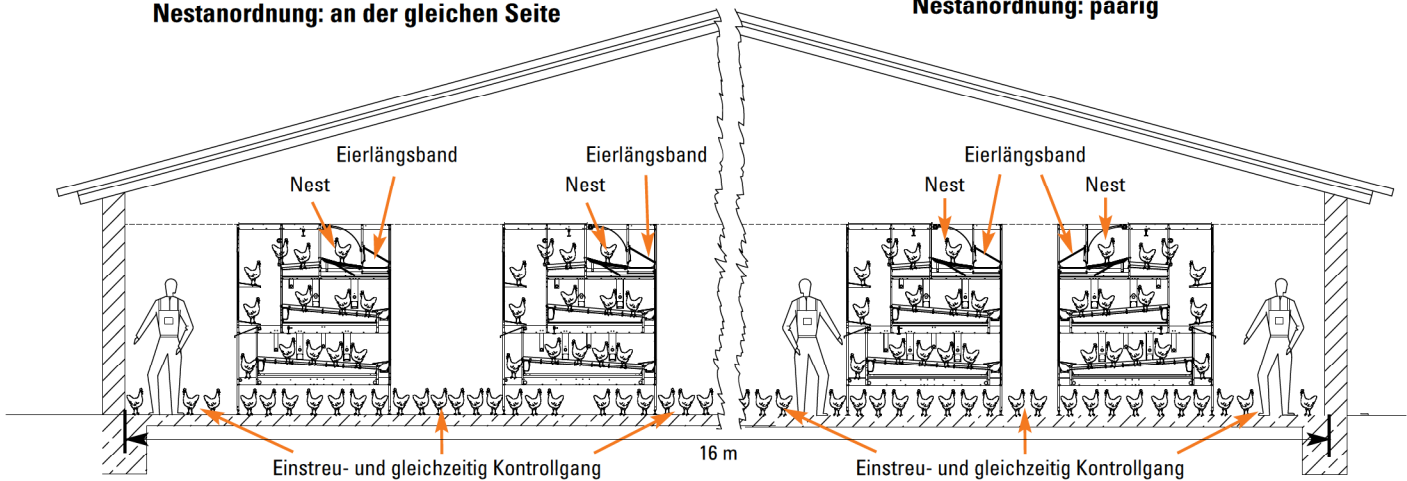 Nestanordnung: an der gleichen Seite
Nestanordnung: paarig
Eierlängsband
Eierlängsband
Eierlängsband
Nest
Nest
Nest
Nest
16 m
Einstreu- und gleichzeitig Kontrollgang
Einstreu- und gleichzeitig Kontrollgang